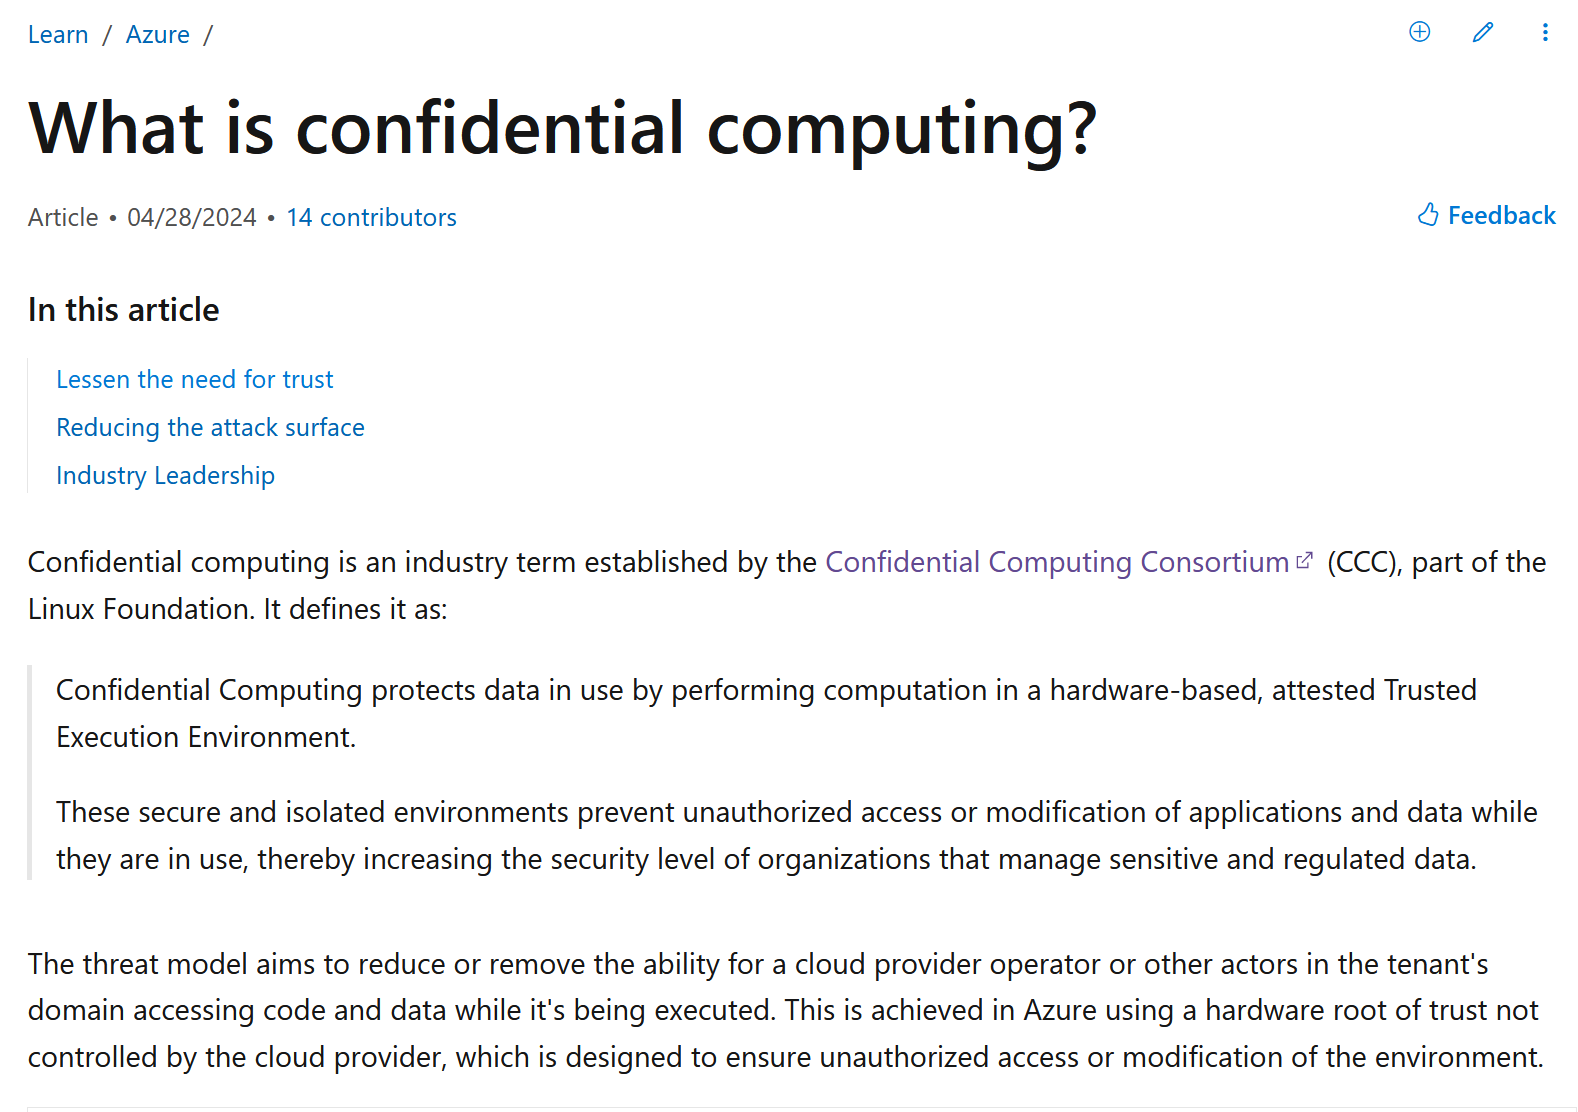 Learn / Azure /
What is confidential computing?
Article • 04/28/2024 • 14 contributors
Feedback
In this article
Lessen the need for trust
Reducing the attack surface
Industry Leadership
Confidential computing is an industry term established by the Confidential Computing Consortium (CCC), part of the
Linux Foundation. It defines it as:
Confidential Computing protects data in use by performing computation in a hardware-based, attested Trusted
Execution Environment.
These secure and isolated environments prevent unauthorized access or modification of applications and data while
they are in use, thereby increasing the security level of organizations that manage sensitive and regulated data.
The threat model aims to reduce or remove the ability for a cloud provider operator or other actors in the tenant's
domain accessing code and data while it's being executed. This is achieved in Azure using a hardware root of trust not
controlled by the cloud provider, which is designed to ensure unauthorized access or modification of the environment.